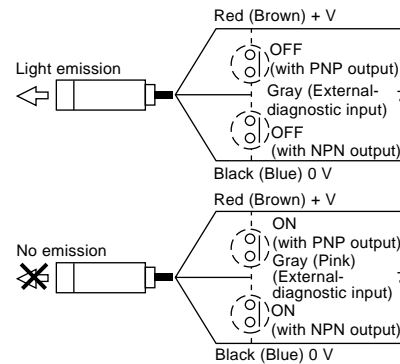 Red (Brown) + V
OFF
(with PNP output)
Light emission
Gray (External-
diagnostic input)
OFF
(with NPN output)
Black (Blue) 0 V
Red (Brown) + V
ON
(with PNP output)
No emission
Gray (Pink)
(External-
diagnostic input)
ON
(with NPN output)
Black (Blue) 0 V